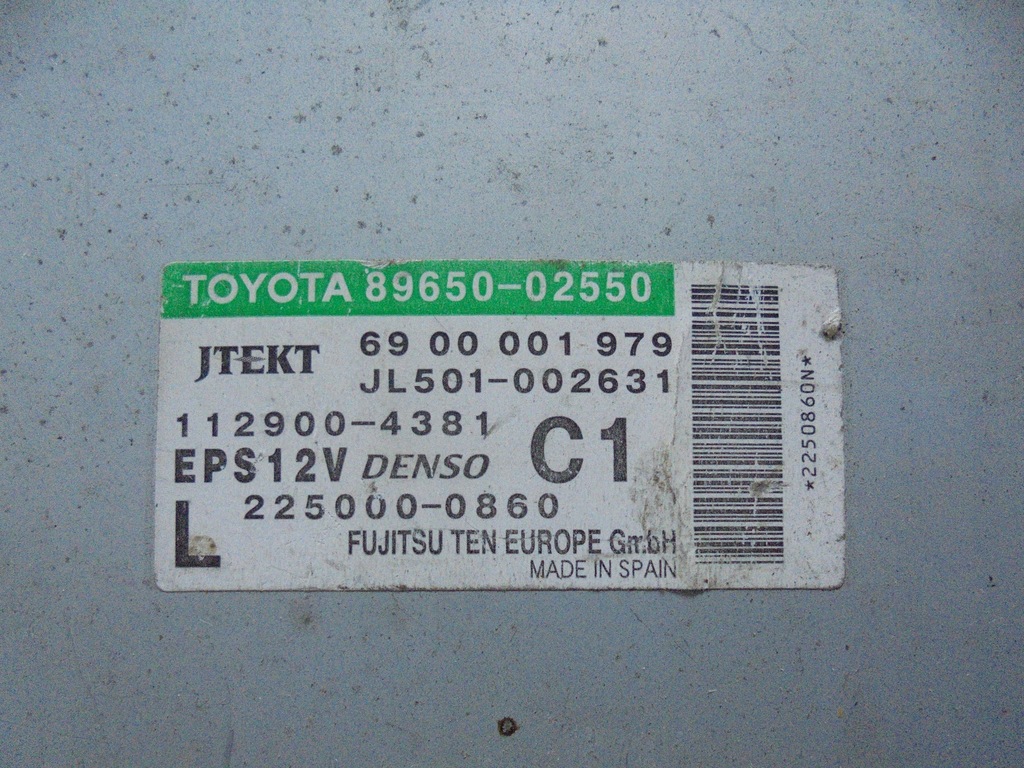 TOYOTA 89650-02550
JTEKT 69 00 001 979
JL501-002631
112900-4381
EPS12V DENSO C1
L 225000-0860
FUJITSU TEN EUROPE GmbH
MADE IN SPAIN
*2250860N*